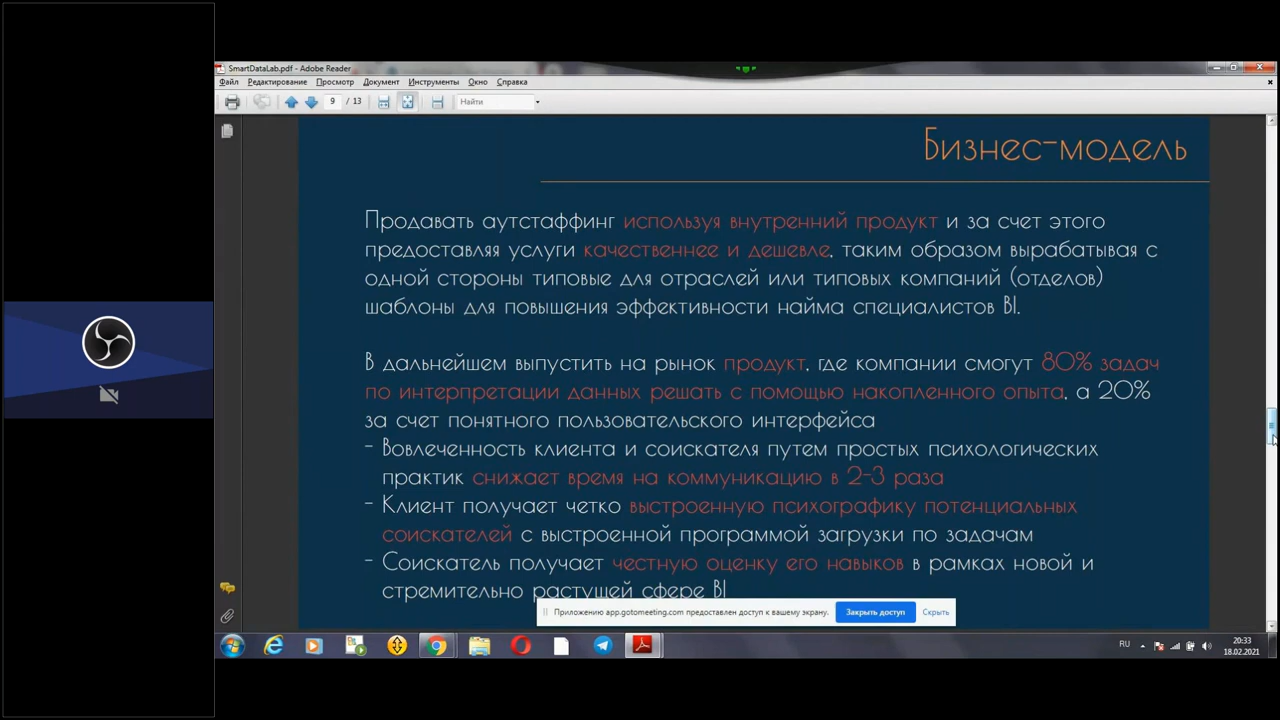 SmartDataLab.pdf - Adobe Reader
Файл Редактирование Просмотр Документ Инструменты Окно Справка
9 / 13 Найти
Бизнес-модель
Продавать аутстаффинг используя внутренний продукт и за счет этого
предоставляя услуги качественнее и дешевле, таким образом вырабатывая с
одной стороны типовые для отраслей или типовых компаний (отделов)
шаблоны для повышения эффективности найма специалистов BI.
В дальнейшем выпустить на рынок продукт, где компании смогут 80% задач
по интерпретации данных решать с помощью накопленного опыта, а 20%
за счет понятного пользовательского интерфейса
- Вовлеченность клиента и соискателя путем простых психологических
практик снижает время на коммуникацию в 2-3 раза
- Клиент получает четко выстроенную психографику потенциальных
соискателей с выстроенной программой загрузки по задачам
- Соискатель получает честную оценку его навыков в рамках новой и
стремительно растущей сфере BI
Приложению app.gotomeeting.com предоставлен доступ к вашему экрану. Закрыть доступ Скрыть
RU 20:33
18.02.2021